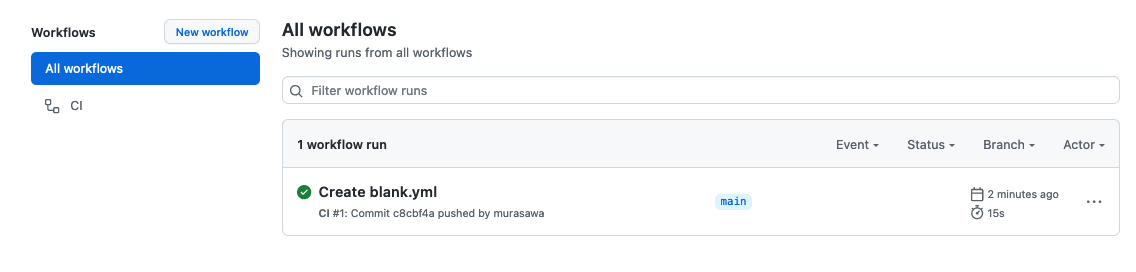 Workflows
New workflow
All workflows
CI
All workflows
Showing runs from all workflows
Filter workflow runs
1 workflow run
Event
Status
Branch
Actor
Create blank.yml
CI #1: Commit c8cbf4a pushed by murasawa
main
2 minutes ago
15s